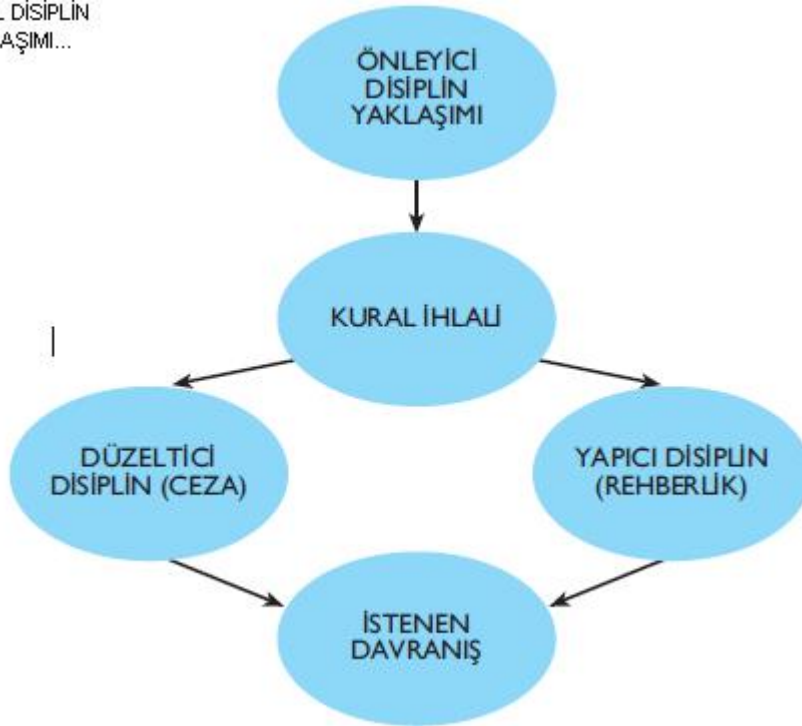 DİSİPLİN
ÖNLEYİCİ
DİSİPLİN
YAKLAŞIMI
KURAL İHLALİ
DÜZELTİCİ
DİSİPLİN (CEZA)
YAPICI DİSİPLİN
(REHBERLİK)
İSTENEN
DAVRANIŞ